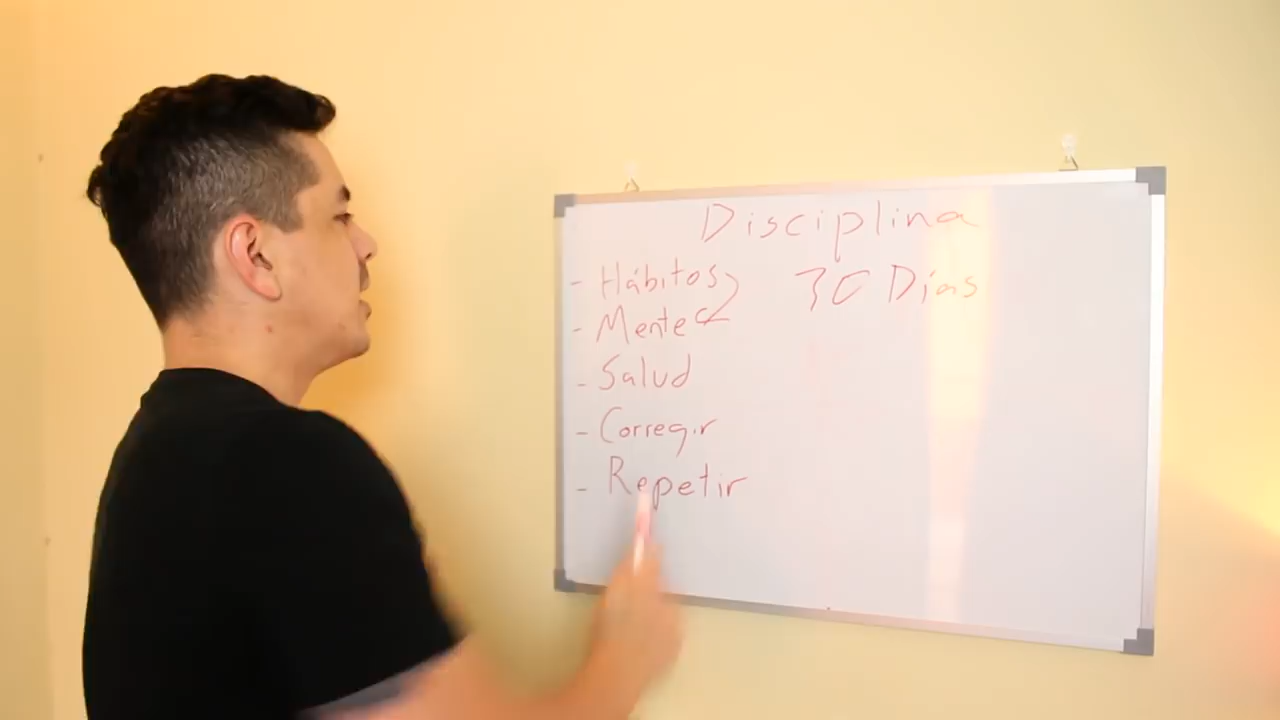 Disciplina
- Hábitos
- Mente
- Salud
- Corregir
- Repetir
30 Días